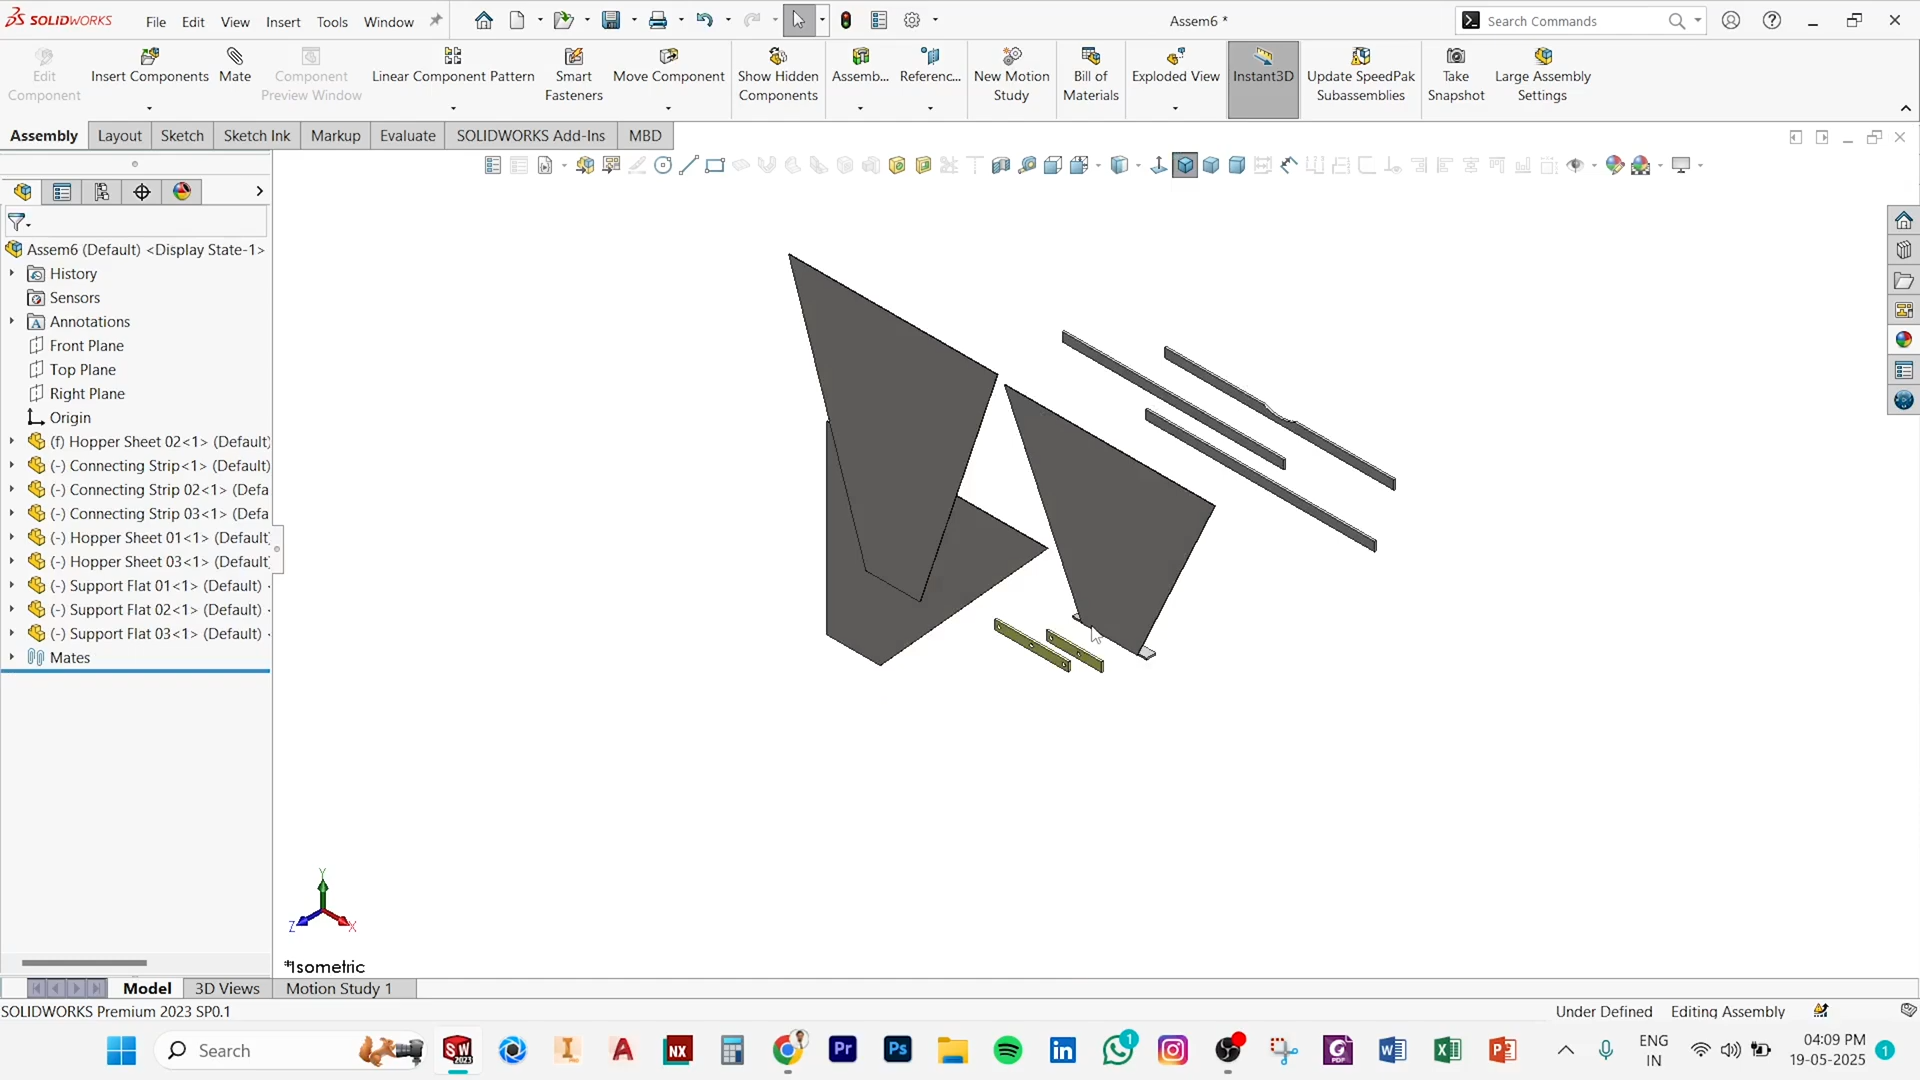 SOLIDWORKS File Edit View Insert Tools Window Assem6 * Search Commands
Edit Component Insert Components Mate Component Preview Window Linear Component Pattern Smart Fasteners Move Component Show Hidden Components Assemb... Referenc... New Motion Study Bill of Materials Exploded View Instant3D Update SpeedPak Subassemblies Take Snapshot Large Assembly Settings
Assembly Layout Sketch Sketch Ink Markup Evaluate SOLIDWORKS Add-Ins MBD
Assem6 (Default) <Display State-1>
History
Sensors
Annotations
Front Plane
Top Plane
Right Plane
Origin
(f) Hopper Sheet 02<1> (Default)
(-) Connecting Strip<1> (Default)
(-) Connecting Strip 02<1> (Defa
(-) Connecting Strip 03<1> (Defa
(-) Hopper Sheet 01<1> (Default)
(-) Hopper Sheet 03<1> (Default)
(-) Support Flat 01<1> (Default)
(-) Support Flat 02<1> (Default)
(-) Support Flat 03<1> (Default)
Mates
Y
Z X
*Isometric
Model 3D Views Motion Study 1
SOLIDWORKS Premium 2023 SP0.1 Under Defined Editing Assembly
Search
SW 2023 I A NX Pr Ps 1 W X P
ENG IN
04:09 PM
19-05-2025
1